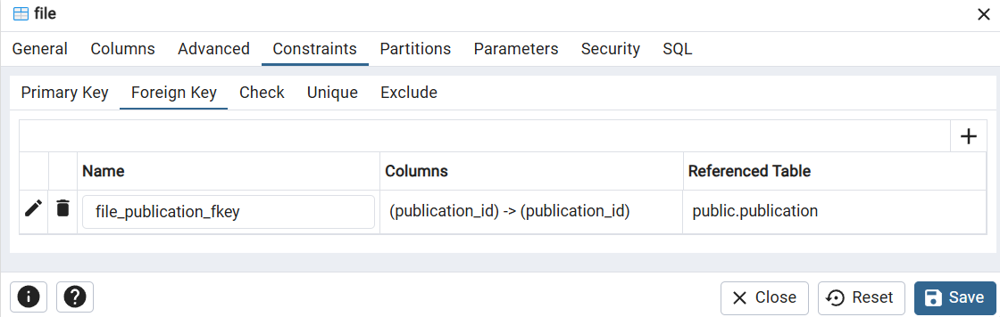 file
General Columns Advanced Constraints Partitions Parameters Security SQL
Primary Key Foreign Key Check Unique Exclude
Name Columns Referenced Table
file_publication_fkey (publication_id) -> (publication_id) public.publication
Close Reset Save